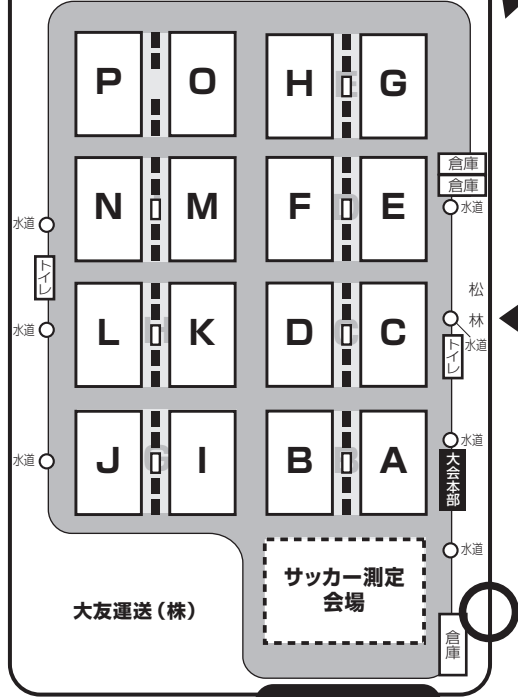 P
O
H
E
G
倉庫
倉庫
N
M
F
D
E
水道
水道
トイレ
松
林
L
H
K
D
C
C
水道
水道
トイレ
J
G
I
B
B
A
水道
水道
大会本部
サッカー測定
会場
水道
大友運送（株）
倉庫